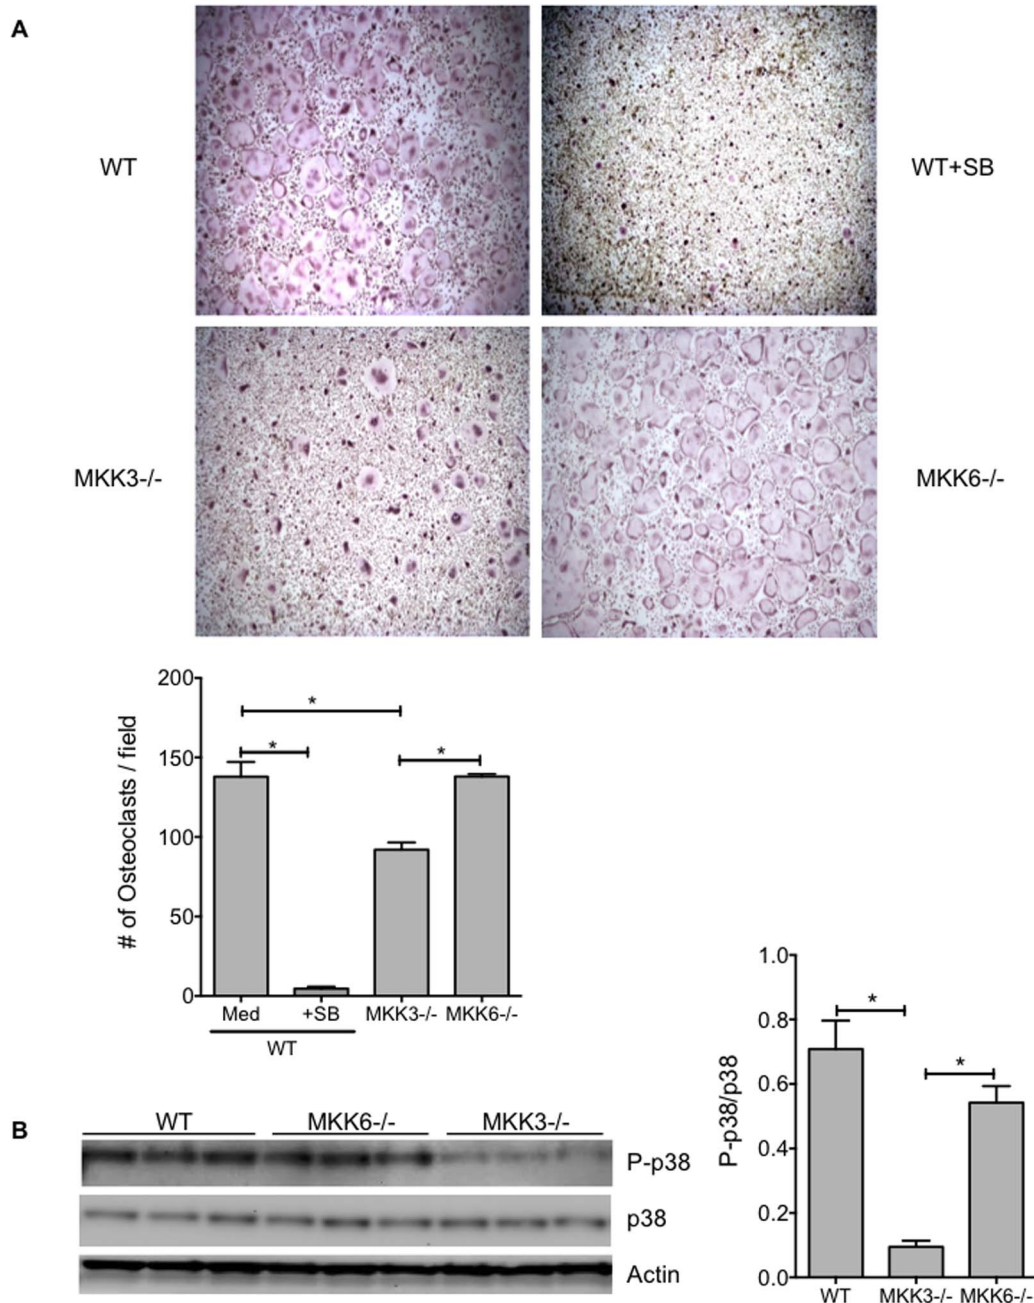 A
WT
WT+SB
MKK3-/-
MKK6-/-
# of Osteoclasts / field
200
150
100
50
0
*
*
*
Med
+SB
MKK3-/-
MKK6-/-
WT
B
WT
MKK6-/-
MKK3-/-
P-p38
p38
Actin
P-p38/p38
1.0
0.8
0.6
0.4
0.2
0.0
*
*
WT
MKK3-/-
MKK6-/-